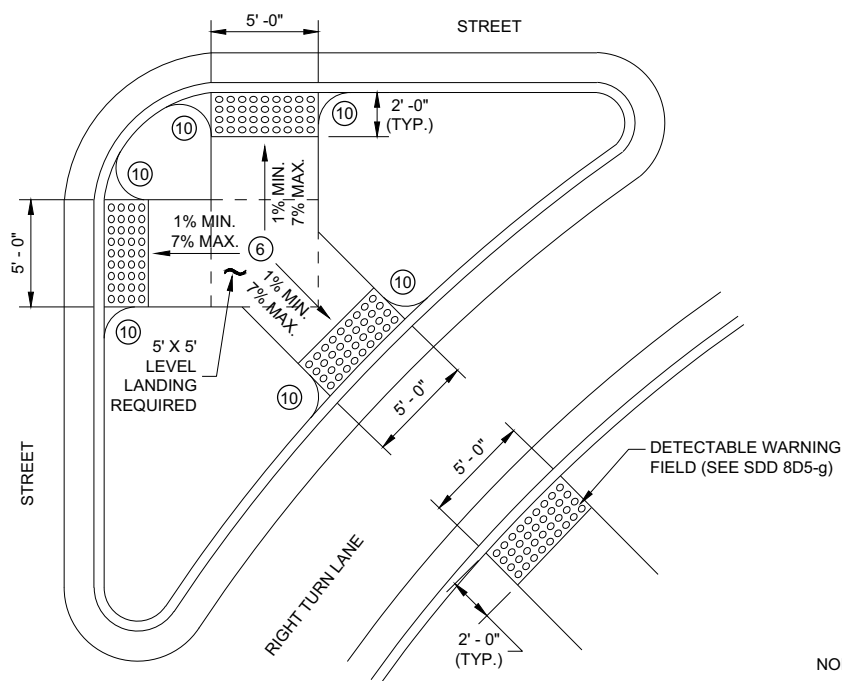 5' -0"
STREET
10
10
2' -0"
(TYP.)
10
1% MIN.
7% MAX.
1% MIN.
7% MAX.
6
5' - 0"
1% MIN.
7% MAX.
10
10
5' X 5'
LEVEL
LANDING
REQUIRED
10
5' - 0"
5' - 0"
DETECTABLE WARNING
FIELD (SEE SDD 8D5-g)
STREET
RIGHT TURN LANE
2' - 0"
(TYP.)
NO